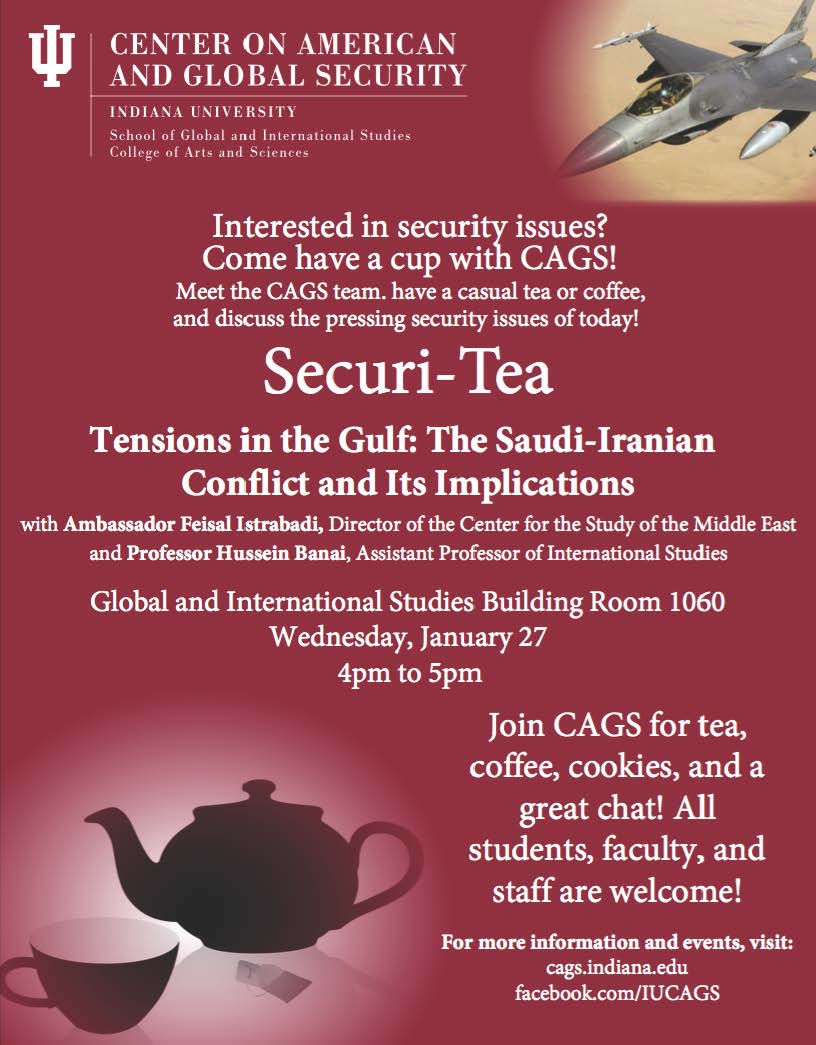 CENTER ON AMERICAN
AND GLOBAL SECURITY
INDIANA UNIVERSITY
School of Global and International Studies
College of Arts and Sciences
Interested in security issues?
Come have a cup with CAGS!
Meet the CAGS team. have a casual tea or coffee,
and discuss the pressing security issues of today!
Securi-Tea
Tensions in the Gulf: The Saudi-Iranian
Conflict and Its Implications
with Ambassador Feisal Istrabadi, Director of the Center for the Study of the Middle East
and Professor Hussein Banai, Assistant Professor of International Studies
Global and International Studies Building Room 1060
Wednesday, January 27
4pm to 5pm
Join CAGS for tea,
coffee, cookies, and a
great chat! All
students, faculty, and
staff are welcome!
For more information and events, visit:
cags.indiana.edu
facebook.com/IUCAGS